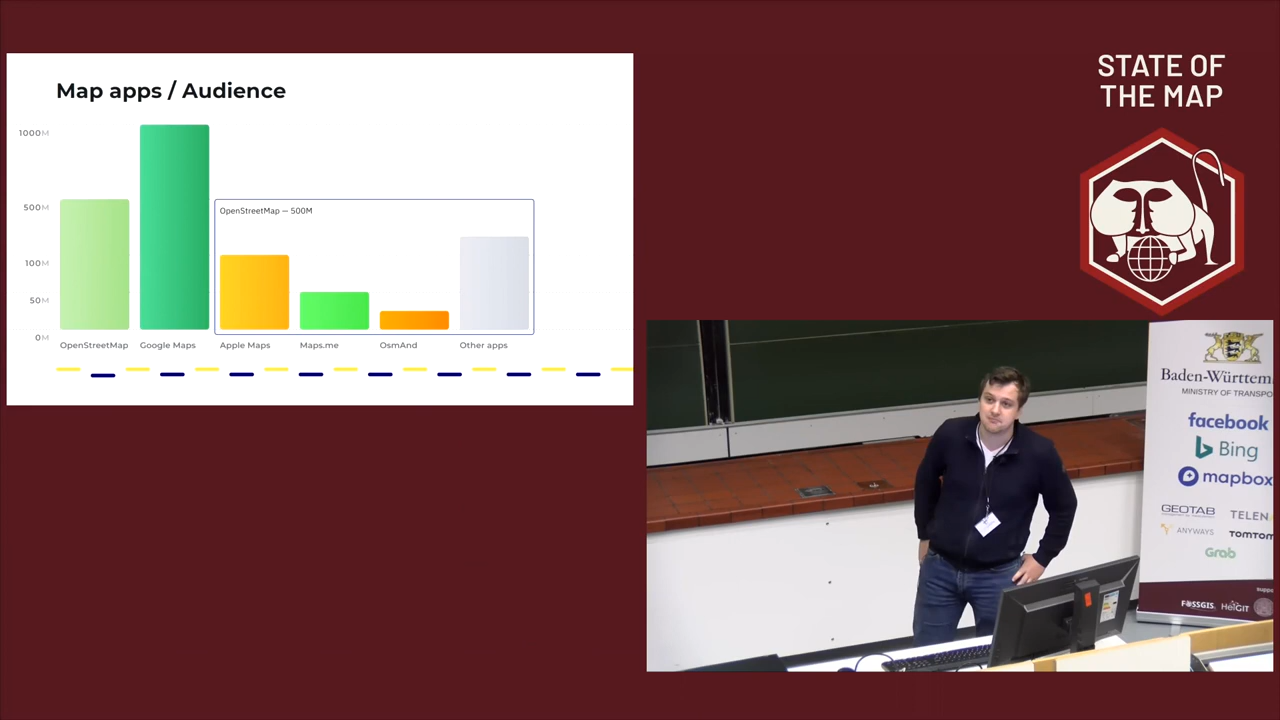 Map apps / Audience
1000M
500M
100M
50M
0M
OpenStreetMap — 500M
OpenStreetMap
Google Maps
Apple Maps
Maps.me
OsmAnd
Other apps
STATE OF
THE MAP
Baden-Württem
MINISTRY OF TRANSPO
facebook
Bing
mapbox
GEOTAB
TELEN
ANYWAYS
TOMTOM
Grab
supp
FOSSGIS
HeiGIT